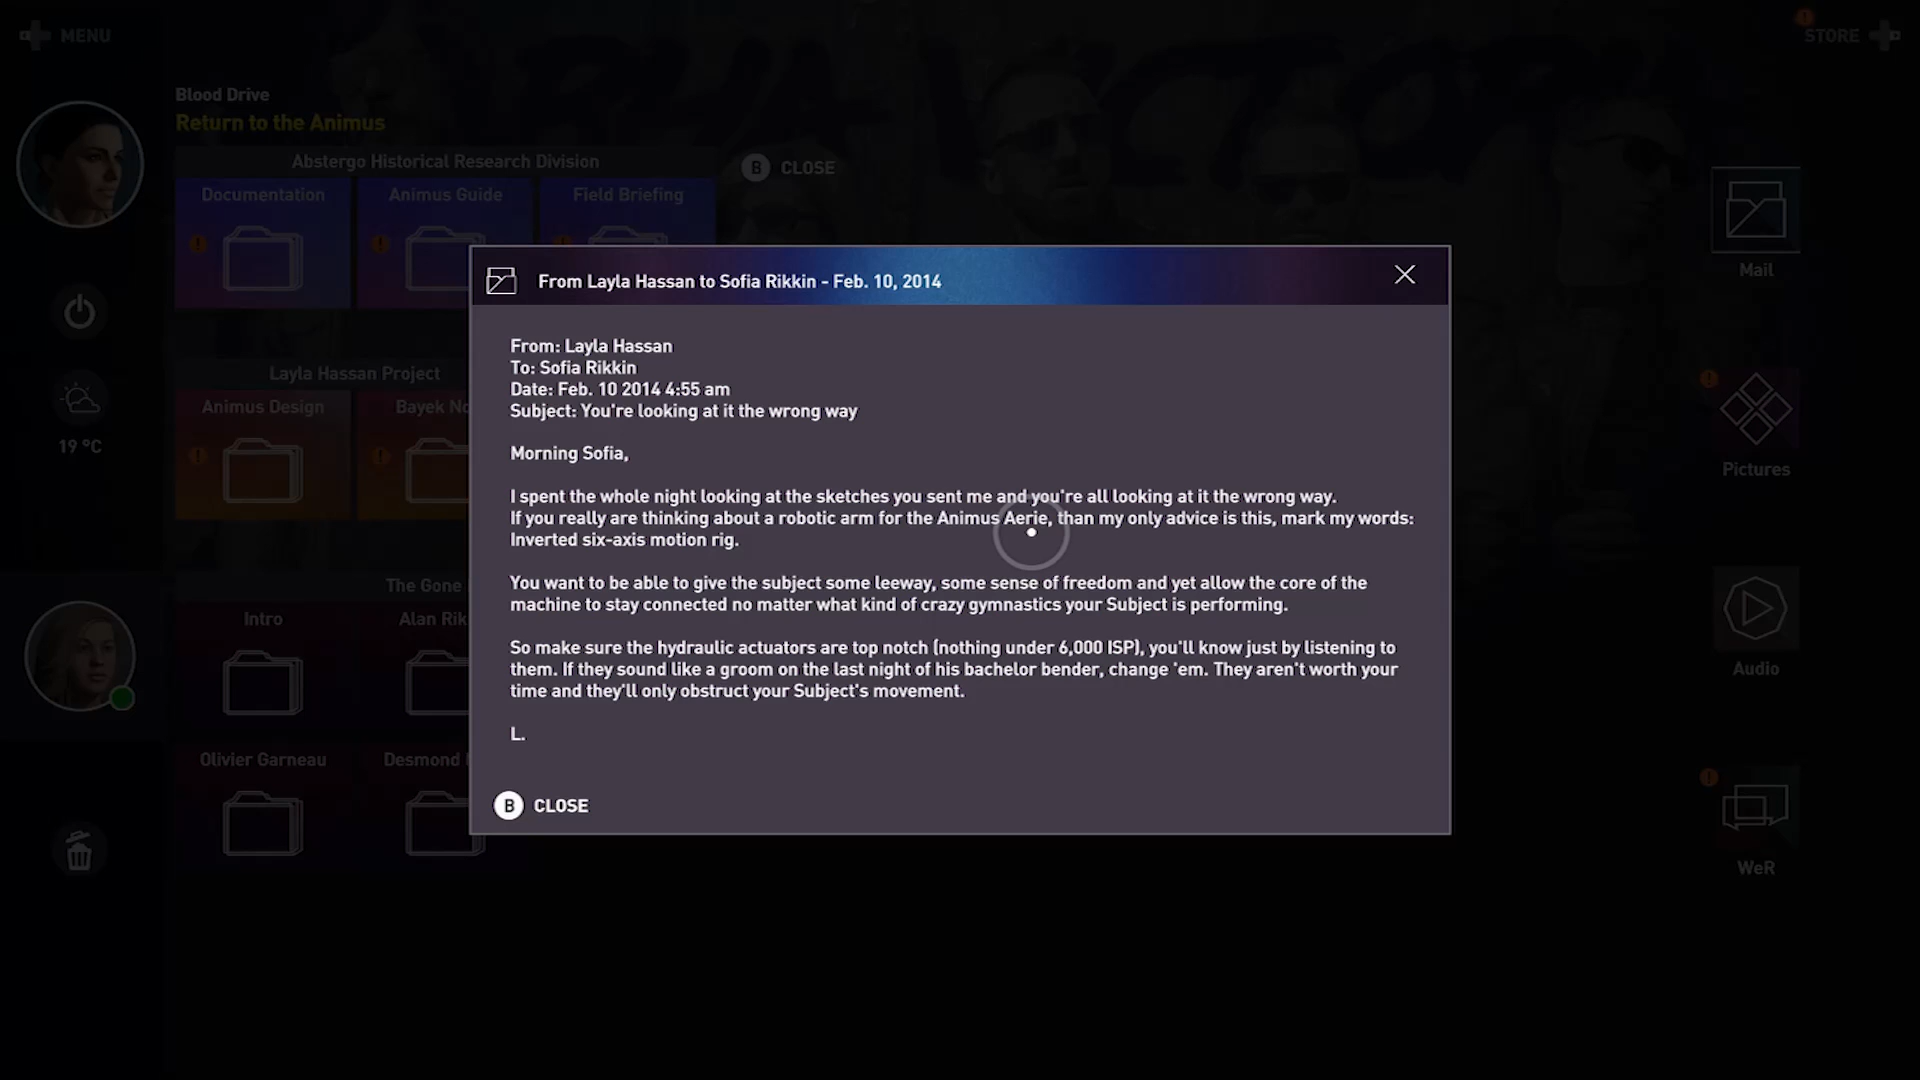 MENU
STORE
Blood Drive
Return to the Animus
Abstergo Historical Research Division
B CLOSE
Documentation
Animus Guide
Field Briefing
From Layla Hassan to Sofia Rikkin - Feb. 10, 2014
Mail
From: Layla Hassan
To: Sofia Rikkin
Date: Feb. 10 2014 4:55 am
Subject: You're looking at it the wrong way
Layla Hassan Project
Animus Design
Bayek No
19 °C
Morning Sofia,
Pictures
I spent the whole night looking at the sketches you sent me and you're all looking at it the wrong way.
If you really are thinking about a robotic arm for the Animus Aerie, than my only advice is this, mark my words:
Inverted six-axis motion rig.
You want to be able to give the subject some leeway, some sense of freedom and yet allow the core of the
machine to stay connected no matter what kind of crazy gymnastics your Subject is performing.
The Gone
Intro
Alan Rik
So make sure the hydraulic actuators are top notch (nothing under 6,000 ISP), you'll know just by listening to
them. If they sound like a groom on the last night of his bachelor bender, change 'em. They aren't worth your
time and they'll only obstruct your Subject's movement.
Audio
L.
Olivier Garneau
Desmond
B CLOSE
WeR